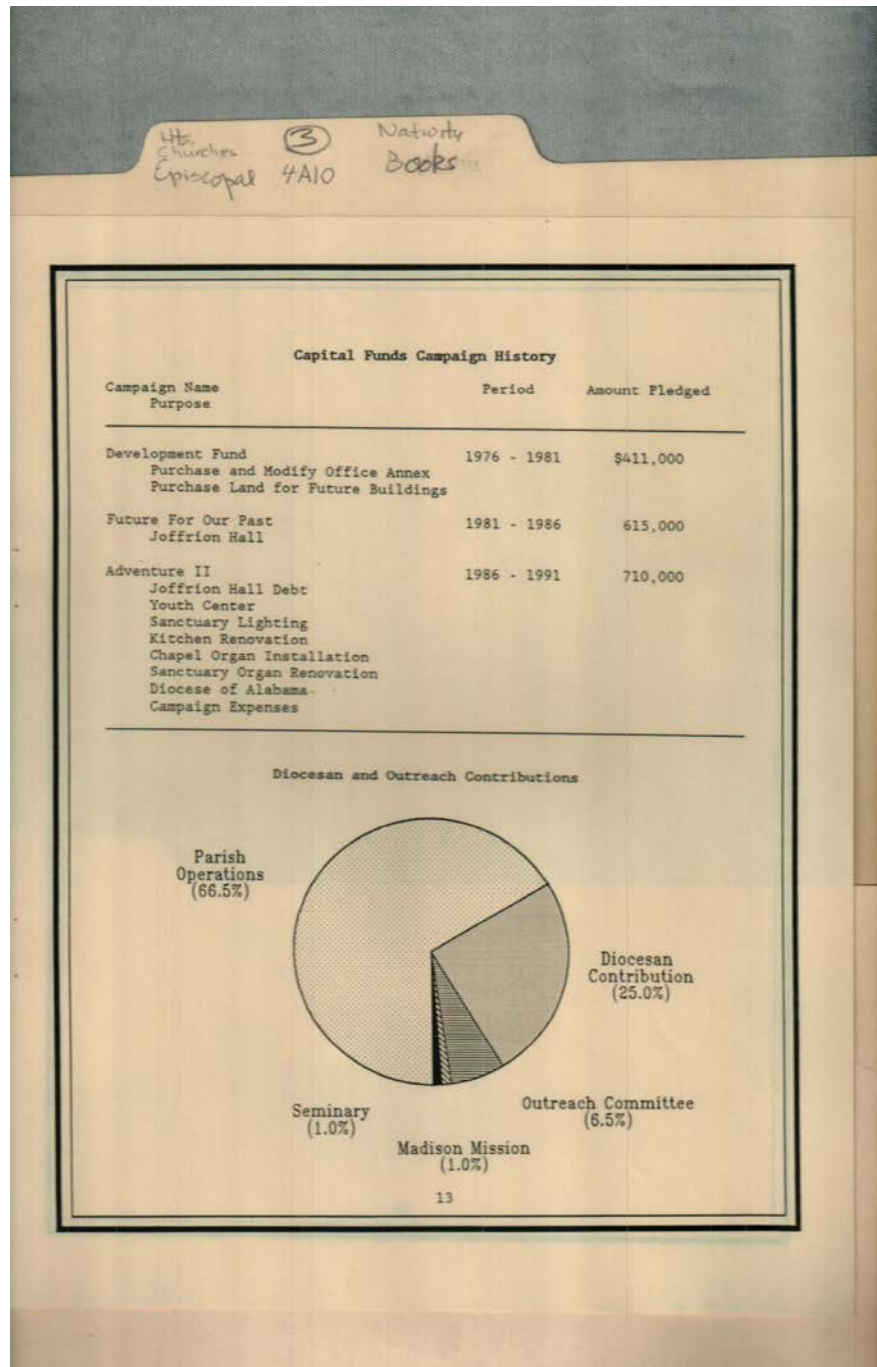 Ht.
Churches
Episcopal
3
4A10
Nativity
Books
Capital Funds Campaign History
Campaign Name Period Amount Pledged
Purpose
Development Fund 1976 - 1981 $411,000
Purchase and Modify Office Annex
Purchase Land for Future Buildings
Future For Our Past 1981 - 1986 615,000
Joffrion Hall
Adventure II 1986 - 1991 710,000
Joffrion Hall Debt
Youth Center
Sanctuary Lighting
Kitchen Renovation
Chapel Organ Installation
Sanctuary Organ Renovation
Diocese of Alabama
Campaign Expenses
Diocesan and Outreach Contributions
Parish
Operations
(66.5%)
Diocesan
Contribution
(25.0%)
Outreach Committee
(6.5%)
Seminary
(1.0%)
Madison Mission
(1.0%)
13